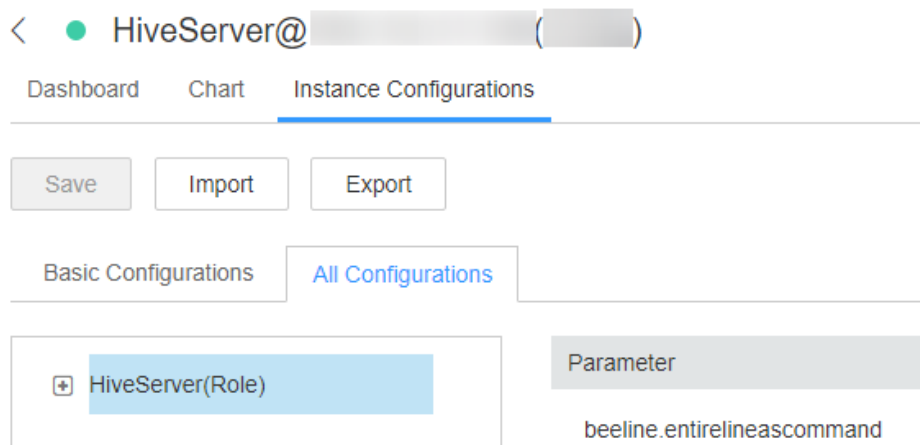 HiveServer@ ( )
Dashboard Chart Instance Configurations
Save Import Export
Basic Configurations All Configurations
HiveServer(Role)
Parameter
beeline.entirelineascommand